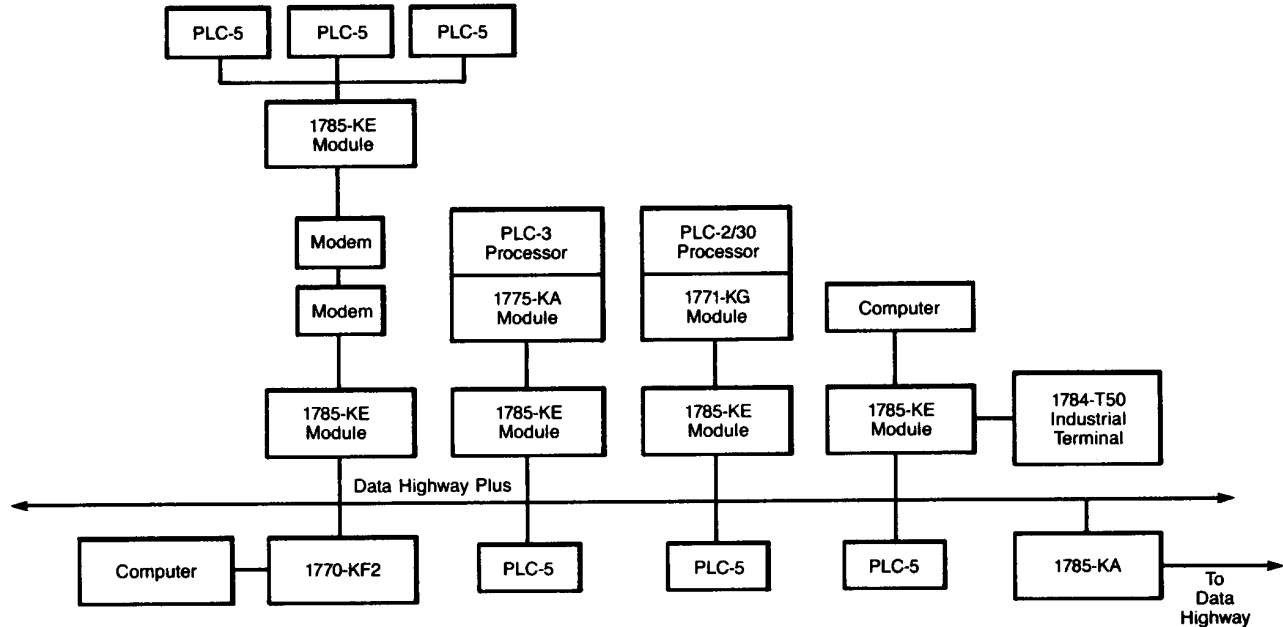 PLC-5
PLC-5
PLC-5
1785-KE
Module
Modem
Modem
PLC-3
Processor
1775-KA
Module
PLC-2/30
Processor
1771-KG
Module
Computer
1785-KE
Module
1785-KE
Module
1785-KE
Module
1785-KE
Module
1784-T50
Industrial
Terminal
Data Highway Plus
Computer
1770-KF2
PLC-5
PLC-5
PLC-5
1785-KA
To
Data
Highway